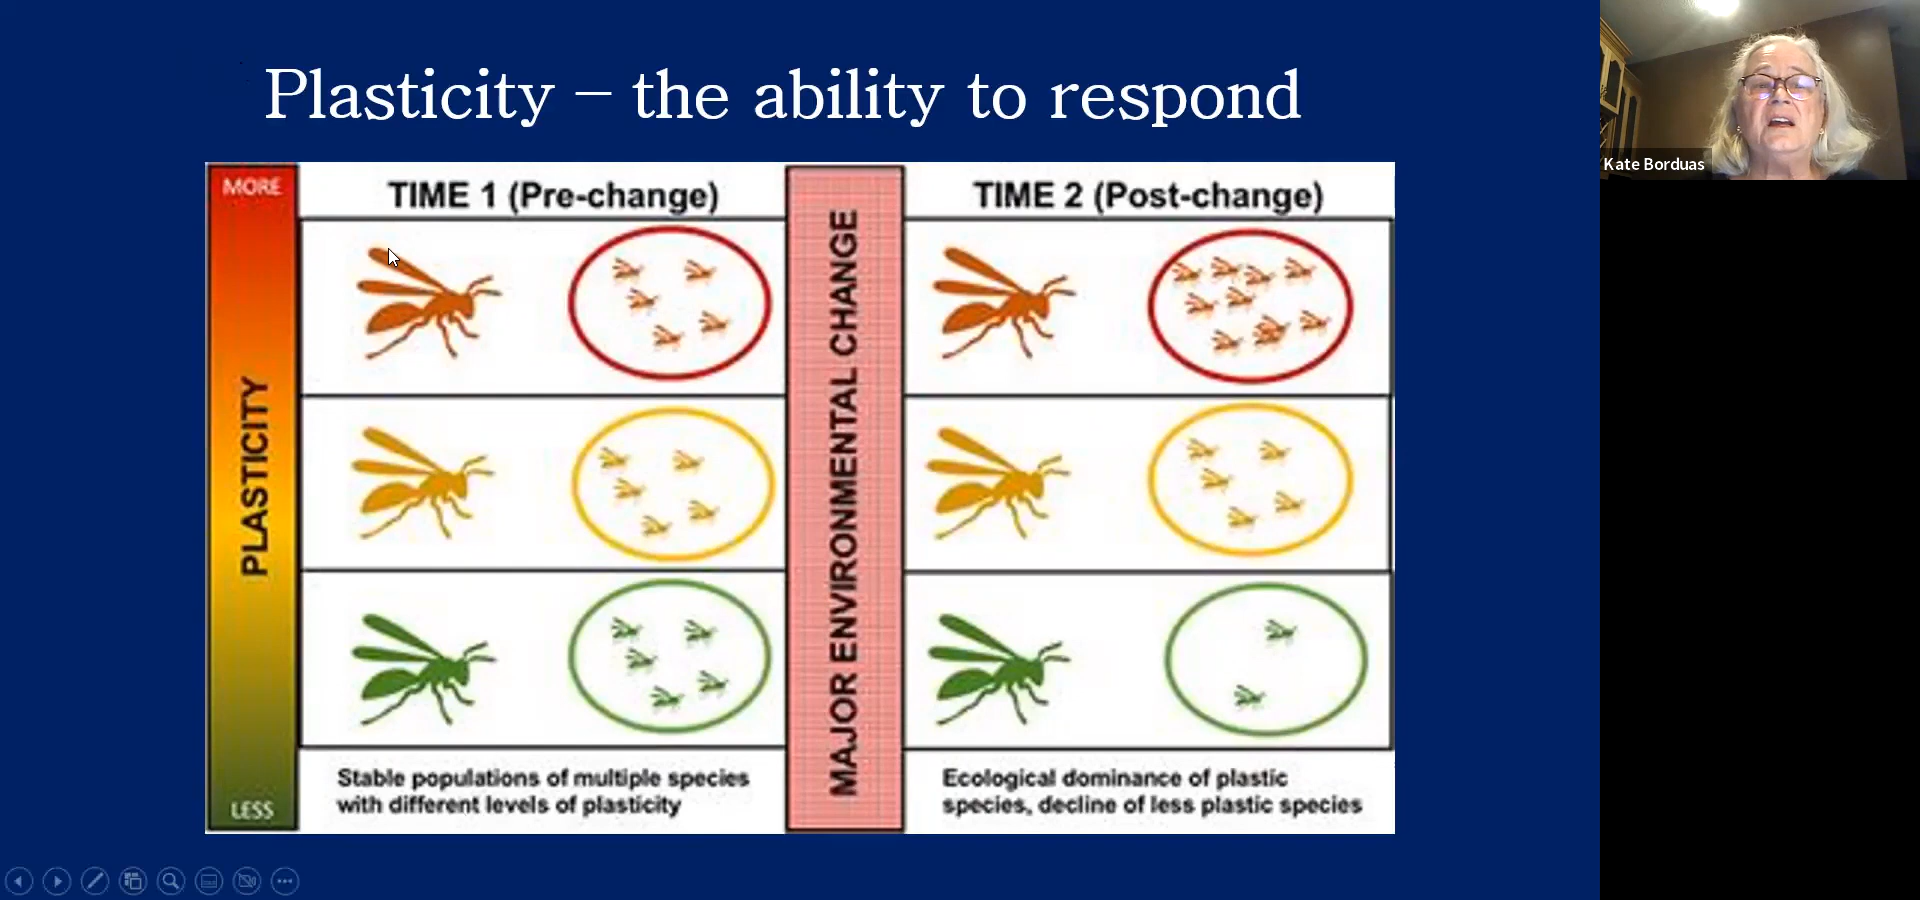 Plasticity – the ability to respond
MORE
PLASTICITY
LESS
TIME 1 (Pre-change)
MAJOR ENVIRONMENTAL CHANGE
TIME 2 (Post-change)
Stable populations of multiple species
with different levels of plasticity
Ecological dominance of plastic
species, decline of less plastic species
Kate Borduas